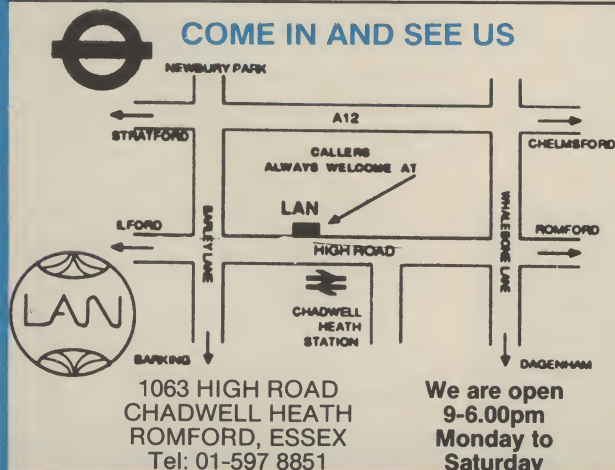 COME IN AND SEE US
NEWBURY PARK
A12
STRATFORD
CHELMSFORD
CALLERS
ALWAYS WELCOME AT
LAN
ILFORD
BARLEY LANE
WHALEBONE LANE
ROMFORD
HIGH ROAD
LAN
CHADWELL
HEATH
STATION
BARKING
DAGENHAM
1063 HIGH ROAD
CHADWELL HEATH
ROMFORD, ESSEX
Tel: 01-597 8851
We are open
9-6.00pm
Monday to
Saturday